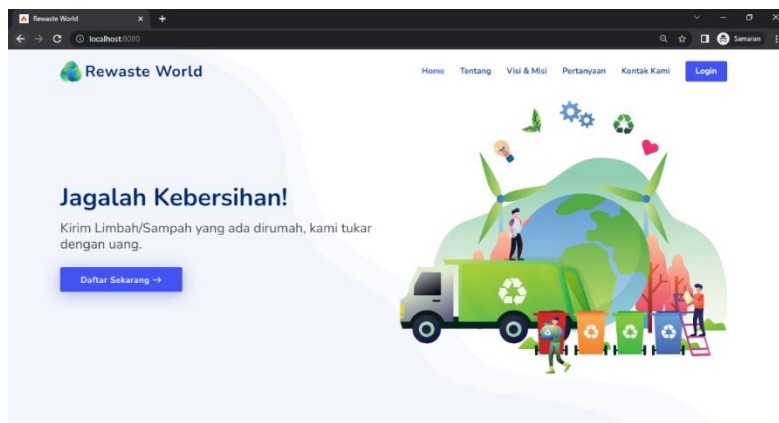 Rewaste World
localhost:8080
Samaran
Rewaste World
Home Tentang Visi & Misi Pertanyaan Kontak Kami Login
Jagalah Kebersihan!
Kirim Limbah/Sampah yang ada dirumah, kami tukar
dengan uang.
Daftar Sekarang →